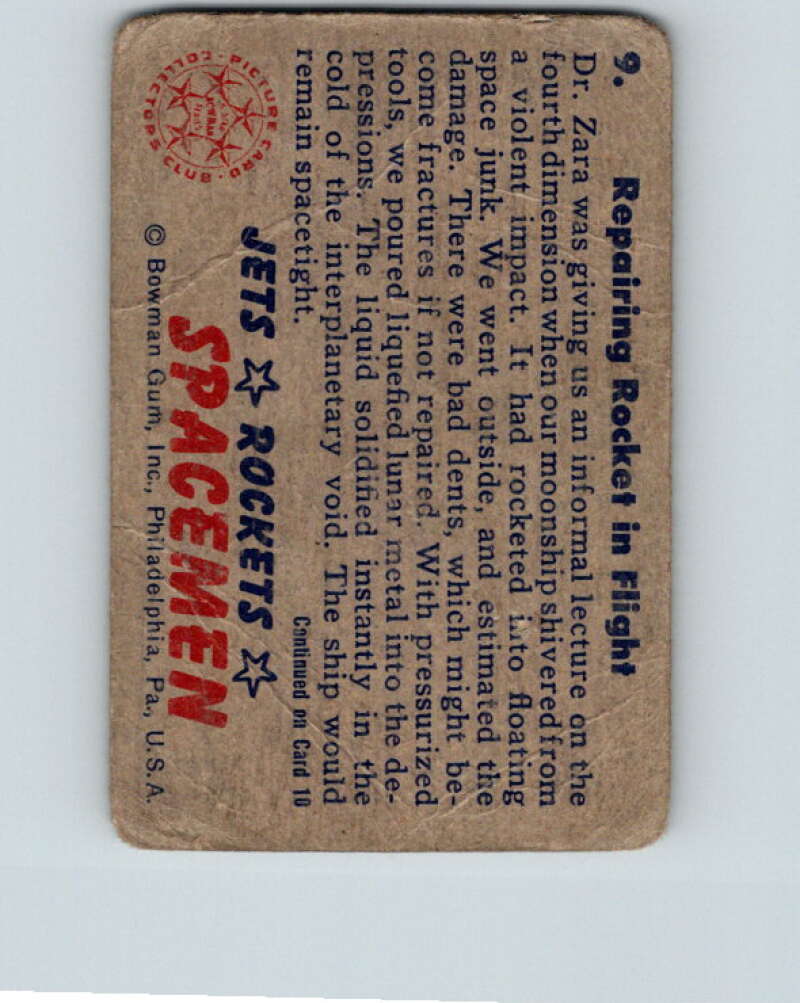 9. Repairing Rocket in Flight
Dr. Zara was giving us an informal lecture on the
fourth dimension when our moonship shivered from
a violent impact. It had rocketed into floating
space junk. We went outside, and estimated the
damage. There were bad dents, which might be-
come fractures if not repaired. With pressurized
tools, we poured liquefied lunar metal into the de-
pressions. The liquid solidified instantly in the
cold of the interplanetary void. The ship would
remain spacetight.
Continued on Card 10
JETS ROCKETS
SPACEMEN
© Bowman Gum, Inc., Philadelphia, Pa., U.S.A.
PICTURE CARD
COLLECTORS CLUB